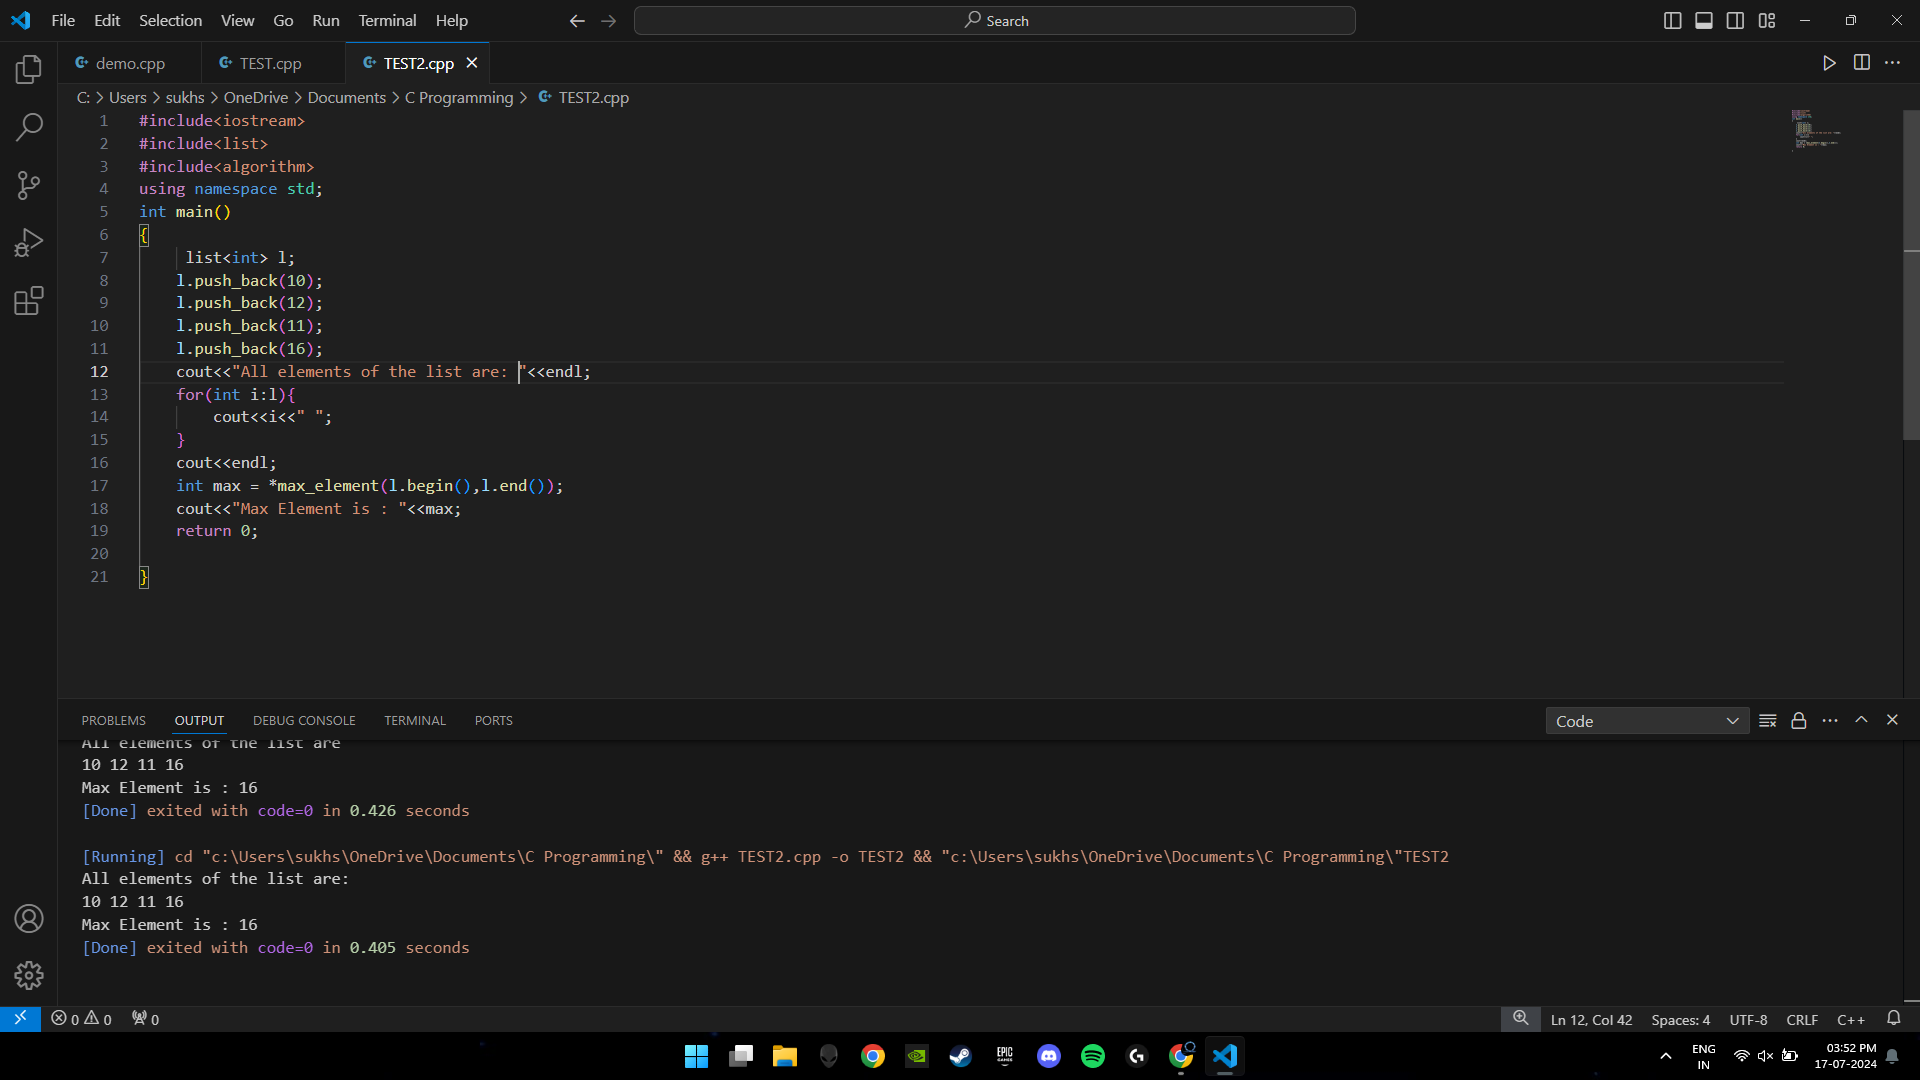 File Edit Selection View Go Run Terminal Help Search
demo.cpp TEST.cpp TEST2.cpp
C: > Users > sukhs > OneDrive > Documents > C Programming > TEST2.cpp
1 #include<iostream>
2 #include<list>
3 #include<algorithm>
4 using namespace std;
5 int main()
6 {
7 list<int> l;
8 l.push_back(10);
9 l.push_back(12);
10 l.push_back(11);
11 l.push_back(16);
12 cout<<"All elements of the list are: "<<endl;
13 for(int i:l){
14 cout<<i<<" ";
15 }
16 cout<<endl;
17 int max = *max_element(l.begin(),l.end());
18 cout<<"Max Element is : "<<max;
19 return 0;
20
21 }
PROBLEMS OUTPUT DEBUG CONSOLE TERMINAL PORTS Code
All elements of the list are
10 12 11 16
Max Element is : 16
[Done] exited with code=0 in 0.426 seconds
[Running] cd "c:\Users\sukhs\OneDrive\Documents\C Programming\" && g++ TEST2.cpp -o TEST2 && "c:\Users\sukhs\OneDrive\Documents\C Programming\"TEST2
All elements of the list are:
10 12 11 16
Max Element is : 16
[Done] exited with code=0 in 0.405 seconds
0 0 0 Ln 12, Col 42 Spaces: 4 UTF-8 CRLF C++
EPIC GAMES
ENG
IN
03:52 PM
17-07-2024